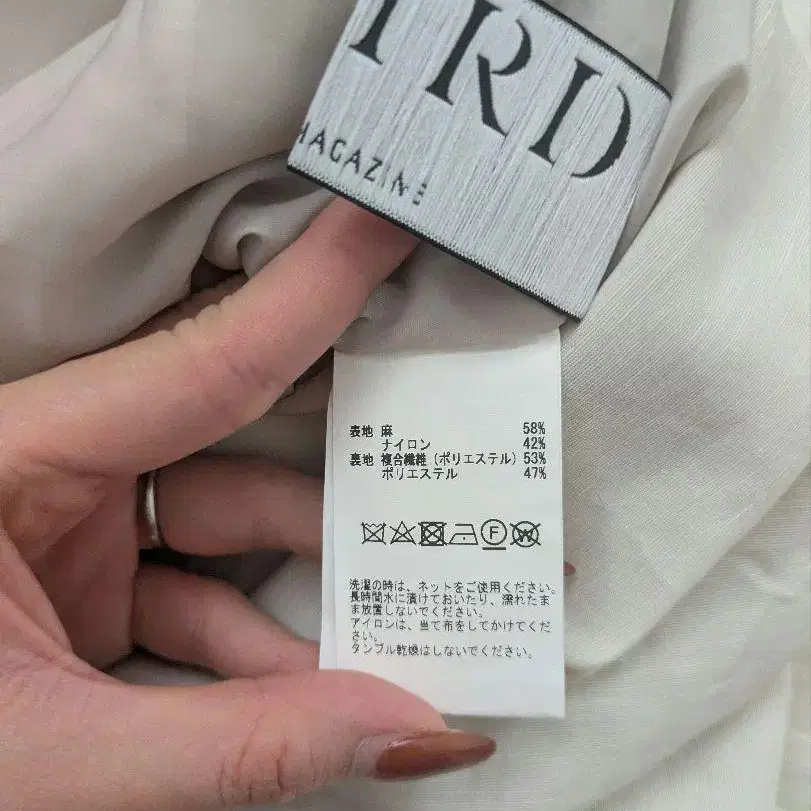 TRD
MAGAZINE
表地 麻 58%
ナイロン 42%
裏地 複合繊維(ポリエステル) 53%
ポリエステル 47%
F W
洗濯の時は、ネットをご使用ください。
長時間水に漬けておいたり、濡れたま
ま放置しないでください。
アイロンは、当て布をしてかけてくだ
さい。
タンブル乾燥はしないでください。